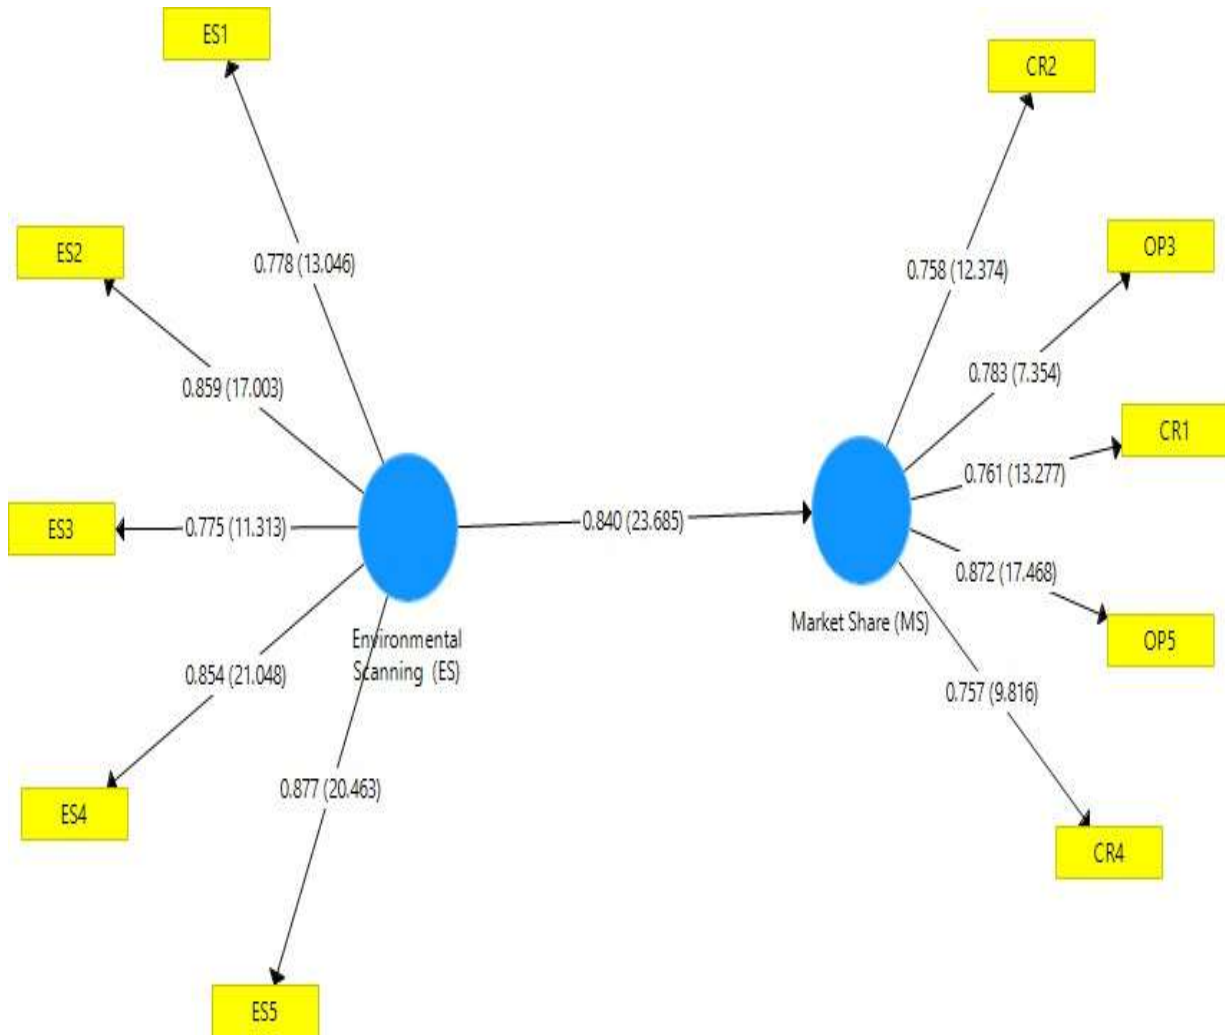 ES1
CR2
ES2
OP3
0.778 (13.046)
0.758 (12.374)
0.859 (17.003)
0.783 (7.354)
CR1
0.761 (13.277)
ES3
0.775 (11.313)
0.840 (23.685)
0.872 (17.468)
Market Share (MS)
OP5
Environmental
Scanning (ES)
0.854 (21.048)
0.757 (9.816)
0.877 (20.463)
ES4
CR4
ES5